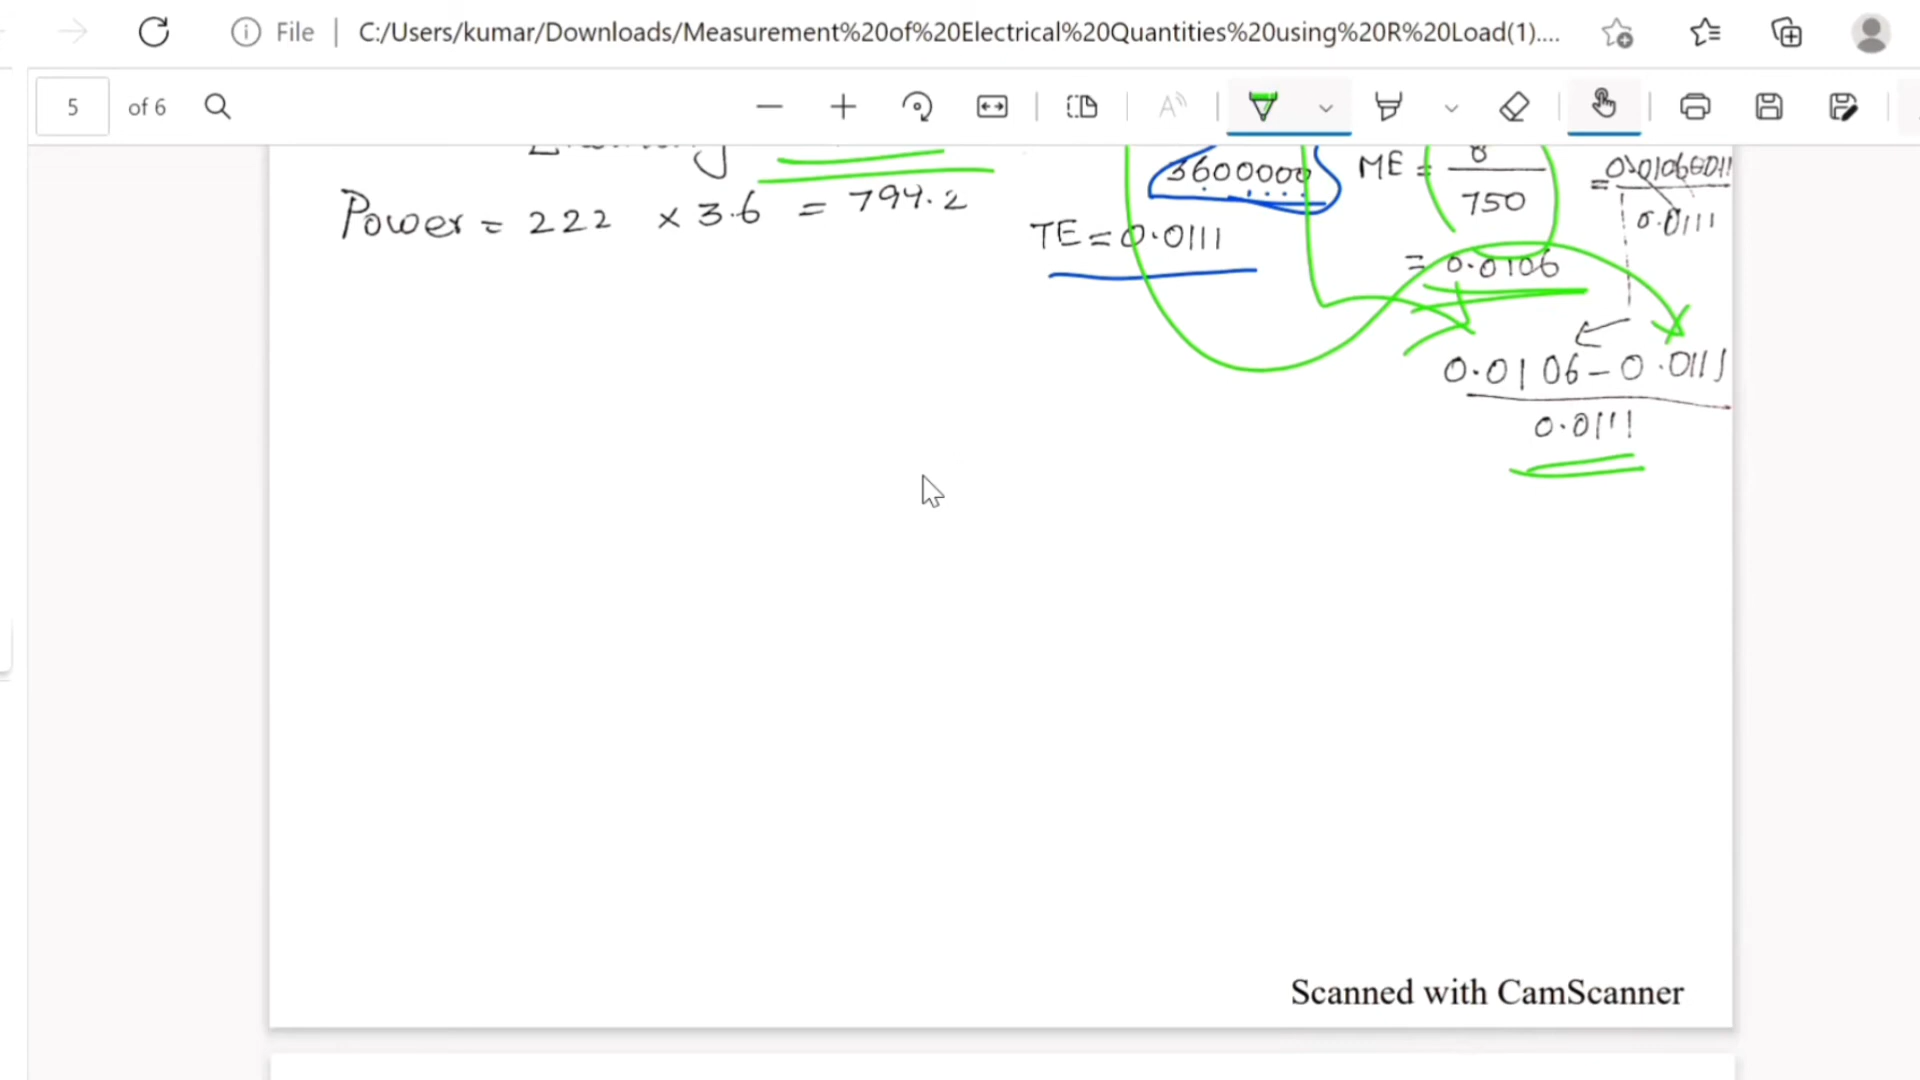 File | C:/Users/kumar/Downloads/Measurement%20of%20Electrical%20Quantities%20using%20R%20Load(1)....
5 of 6
3600000
ME = 8
750
0.0111
Power = 222 × 3.6 = 794.2
TE = 0.0111
= 0.0106
0.0106 - 0.0111
0.0111
Scanned with CamScanner